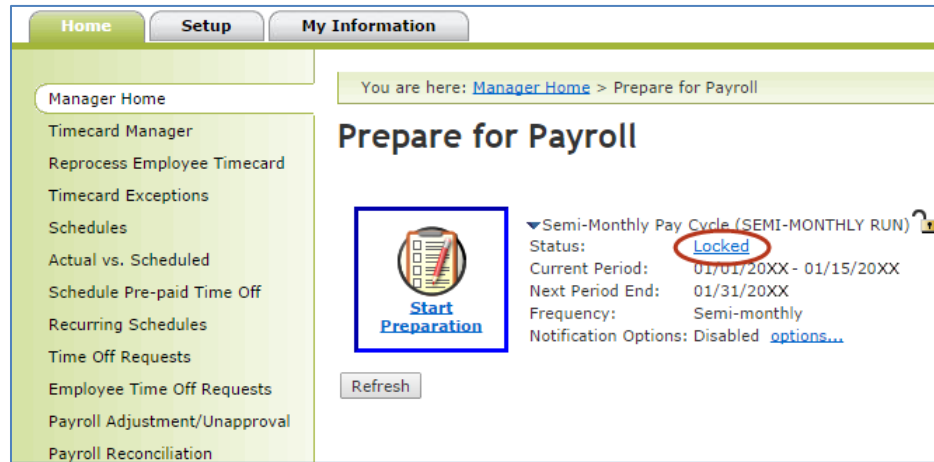 Home Setup My Information
You are here: Manager Home > Prepare for Payroll
Manager Home
Timecard Manager
Reprocess Employee Timecard
Timecard Exceptions
Schedules
Actual vs. Scheduled
Schedule Pre-paid Time Off
Recurring Schedules
Time Off Requests
Employee Time Off Requests
Payroll Adjustment/Unapproval
Payroll Reconciliation
Prepare for Payroll
Start
Preparation
Semi-Monthly Pay Cycle (SEMI-MONTHLY RUN)
Status: Locked
Current Period: 01/01/20XX - 01/15/20XX
Next Period End: 01/31/20XX
Frequency: Semi-monthly
Notification Options: Disabled options...
Refresh